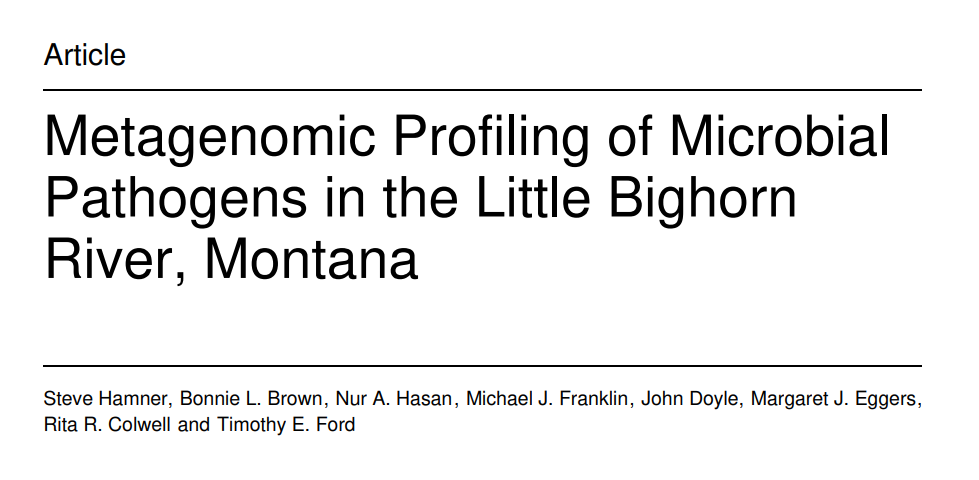 Article
Metagenomic Profiling of Microbial
Pathogens in the Little Bighorn
River, Montana
Steve Hamner, Bonnie L. Brown, Nur A. Hasan, Michael J. Franklin, John Doyle, Margaret J. Eggers,
Rita R. Colwell and Timothy E. Ford